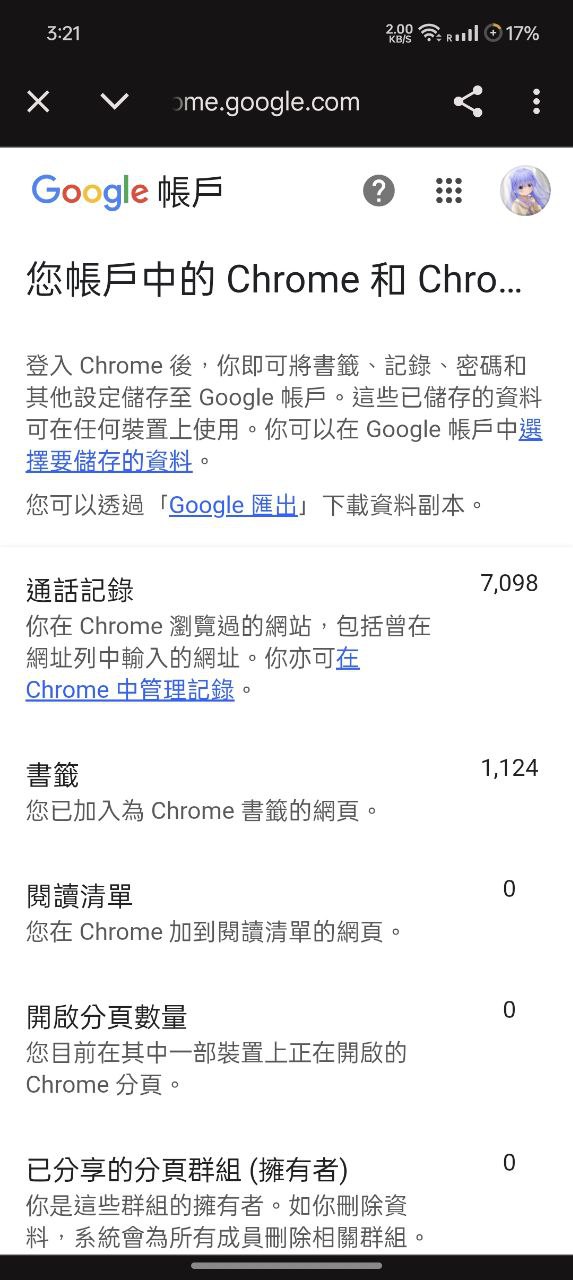 3:21
2.00 KB/S
R
17%
ome.google.com
Google 帳戶
您帳戶中的 Chrome 和 Chro...
登入 Chrome 後，你即可將書籤、記錄、密碼和
其他設定儲存至 Google 帳戶。這些已儲存的資料
可在任何裝置上使用。你可以在 Google 帳戶中選
擇要儲存的資料。
您可以透過「Google 匯出」下載資料副本。
通話記錄
7,098
你在 Chrome 瀏覽過的網站，包括曾在
網址列中輸入的網址。你亦可在
Chrome 中管理記錄。
書籤
1,124
您已加入為 Chrome 書籤的網頁。
閱讀清單
0
您在 Chrome 加到閱讀清單的網頁。
開啟分頁數量
0
您目前在其中一部裝置上正在開啟的
Chrome 分頁。
已分享的分頁群組 (擁有者)
0
你是這些群組的擁有者。如你刪除資
料，系統會為所有成員刪除相關群組。